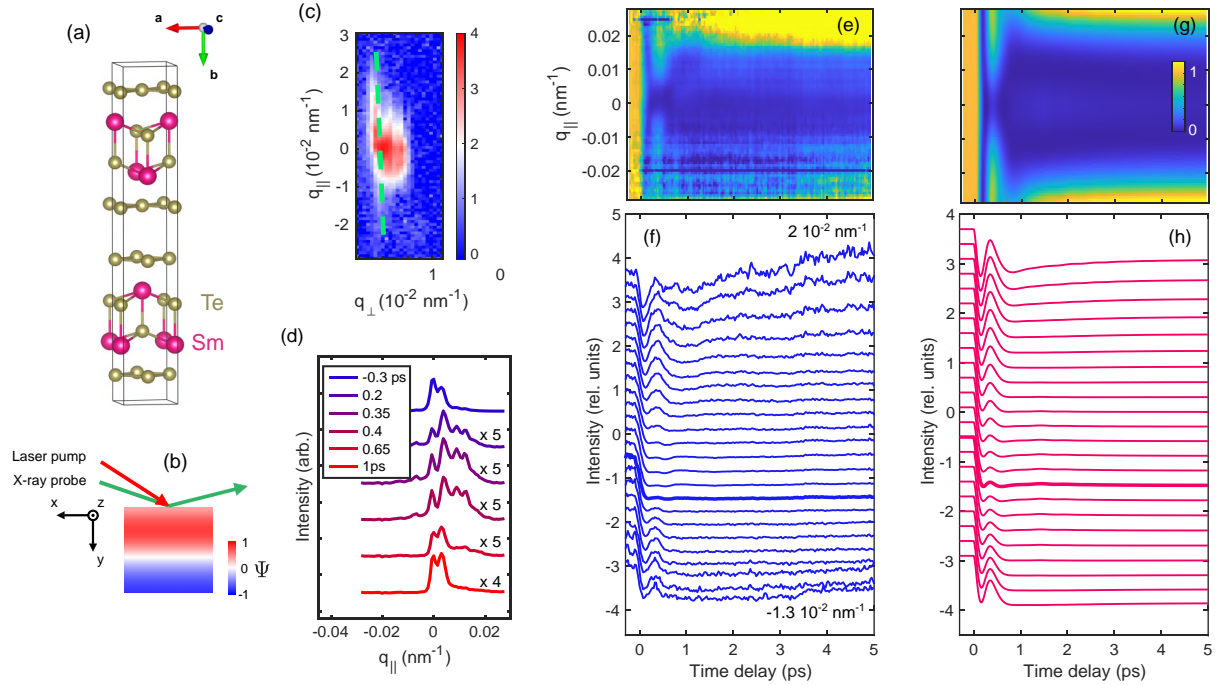 (a)
a
c
b
Te
Sm
(b)
Laser pump
X-ray probe
x
z
y
1
0
-1
Ψ
(c)
3
2
1
0
-1
-2
q|| (10-2 nm-1)
1
0
q⊥ (10-2 nm-1)
4
3
2
1
0
(d)
-0.3 ps
0.2
0.35
0.4
0.65
1ps
x 5
x 5
x 5
x 5
x 4
Intensity (arb.)
-0.04
-0.02
0
0.02
q|| (nm-1)
(e)
0.02
0.01
0
-0.01
-0.02
q|| (nm-1)
(f)
2 10-2 nm-1
-1.3 10-2 nm-1
5
4
3
2
1
0
-1
-2
-3
-4
Intensity (rel. units)
0
1
2
3
4
5
Time delay (ps)
(g)
1
0
(h)
4
3
2
1
0
-1
-2
-3
-4
Intensity (rel. units)
0
1
2
3
4
5
Time delay (ps)